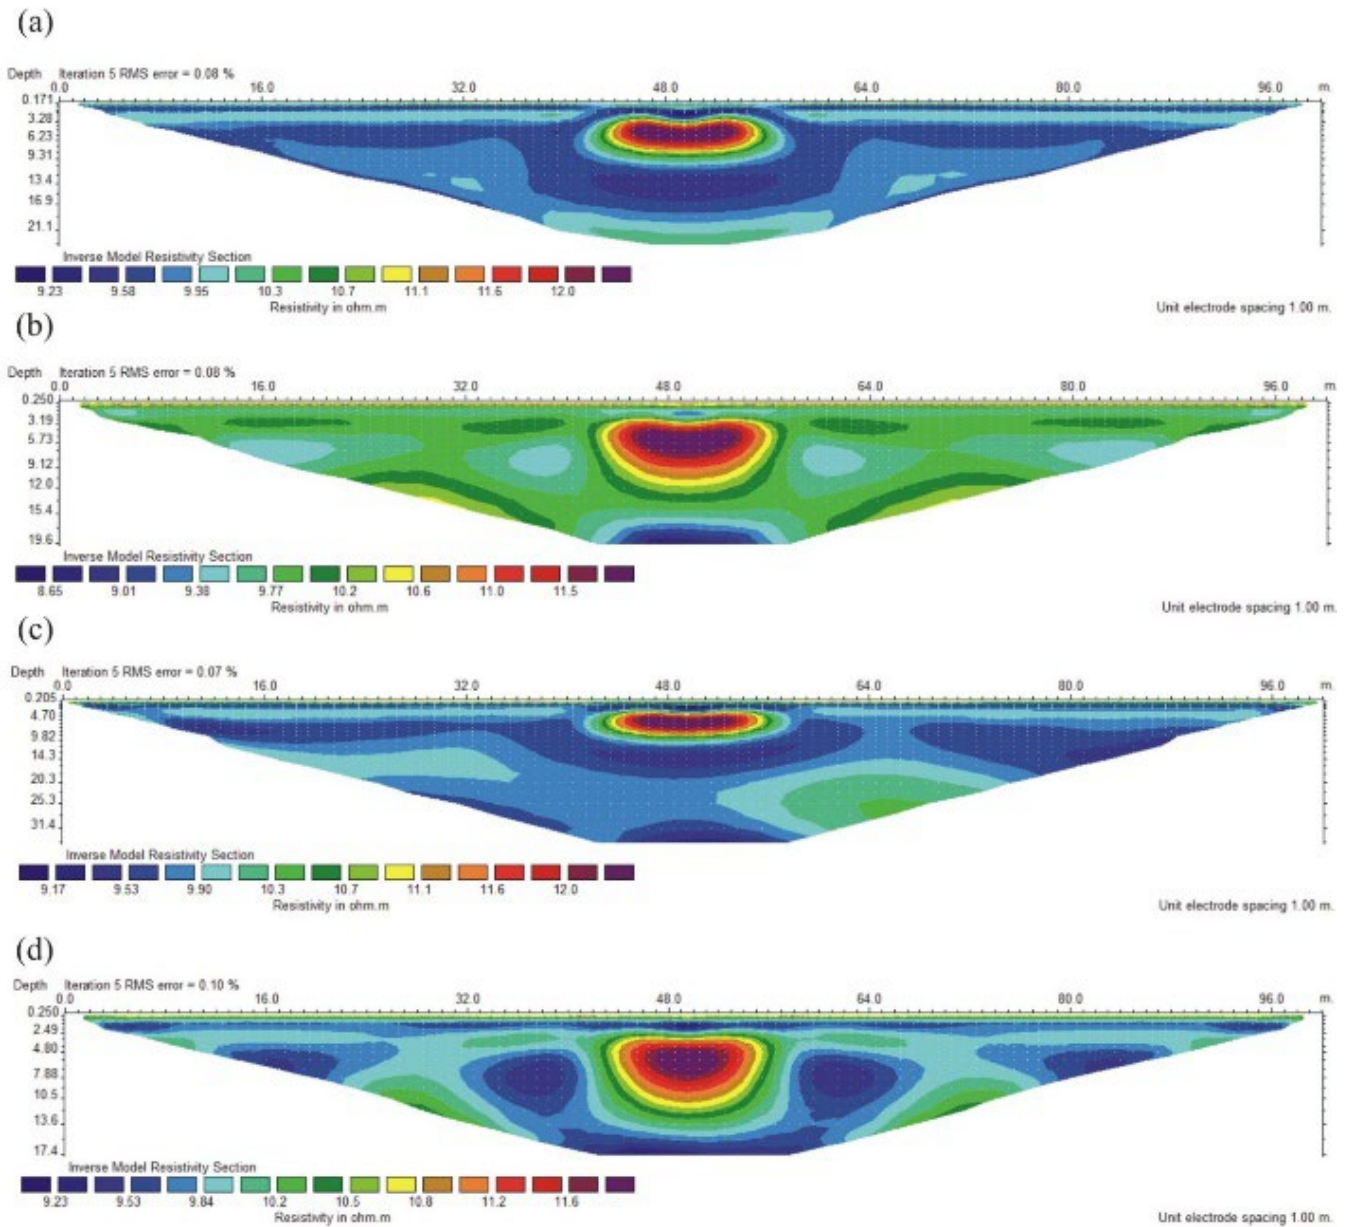 (a)
Depth Iteration 5 RMS error = 0.08 %
0.0 16.0 32.0 48.0 64.0 80.0 96.0 m.
0.171
3.28
6.23
9.31
13.4
16.9
21.1
Inverse Model Resistivity Section
9.23 9.58 9.95 10.3 10.7 11.1 11.6 12.0
Resistivity in ohm.m
Unit electrode spacing 1.00 m.
(b)
Depth Iteration 5 RMS error = 0.08 %
0.0 16.0 32.0 48.0 64.0 80.0 96.0 m.
0.250
3.19
5.73
9.12
12.0
15.4
19.6
Inverse Model Resistivity Section
8.65 9.01 9.38 9.77 10.2 10.6 11.0 11.5
Resistivity in ohm.m
Unit electrode spacing 1.00 m.
(c)
Depth Iteration 5 RMS error = 0.07 %
0.0 16.0 32.0 48.0 64.0 80.0 96.0 m.
0.205
4.70
9.82
14.3
20.3
25.3
31.4
Inverse Model Resistivity Section
9.17 9.53 9.90 10.3 10.7 11.1 11.6 12.0
Resistivity in ohm.m
Unit electrode spacing 1.00 m.
(d)
Depth Iteration 5 RMS error = 0.10 %
0.0 16.0 32.0 48.0 64.0 80.0 96.0 m.
0.250
2.49
4.80
7.88
10.5
13.6
17.4
Inverse Model Resistivity Section
9.23 9.53 9.84 10.2 10.5 10.8 11.2 11.6
Resistivity in ohm.m
Unit electrode spacing 1.00 m.